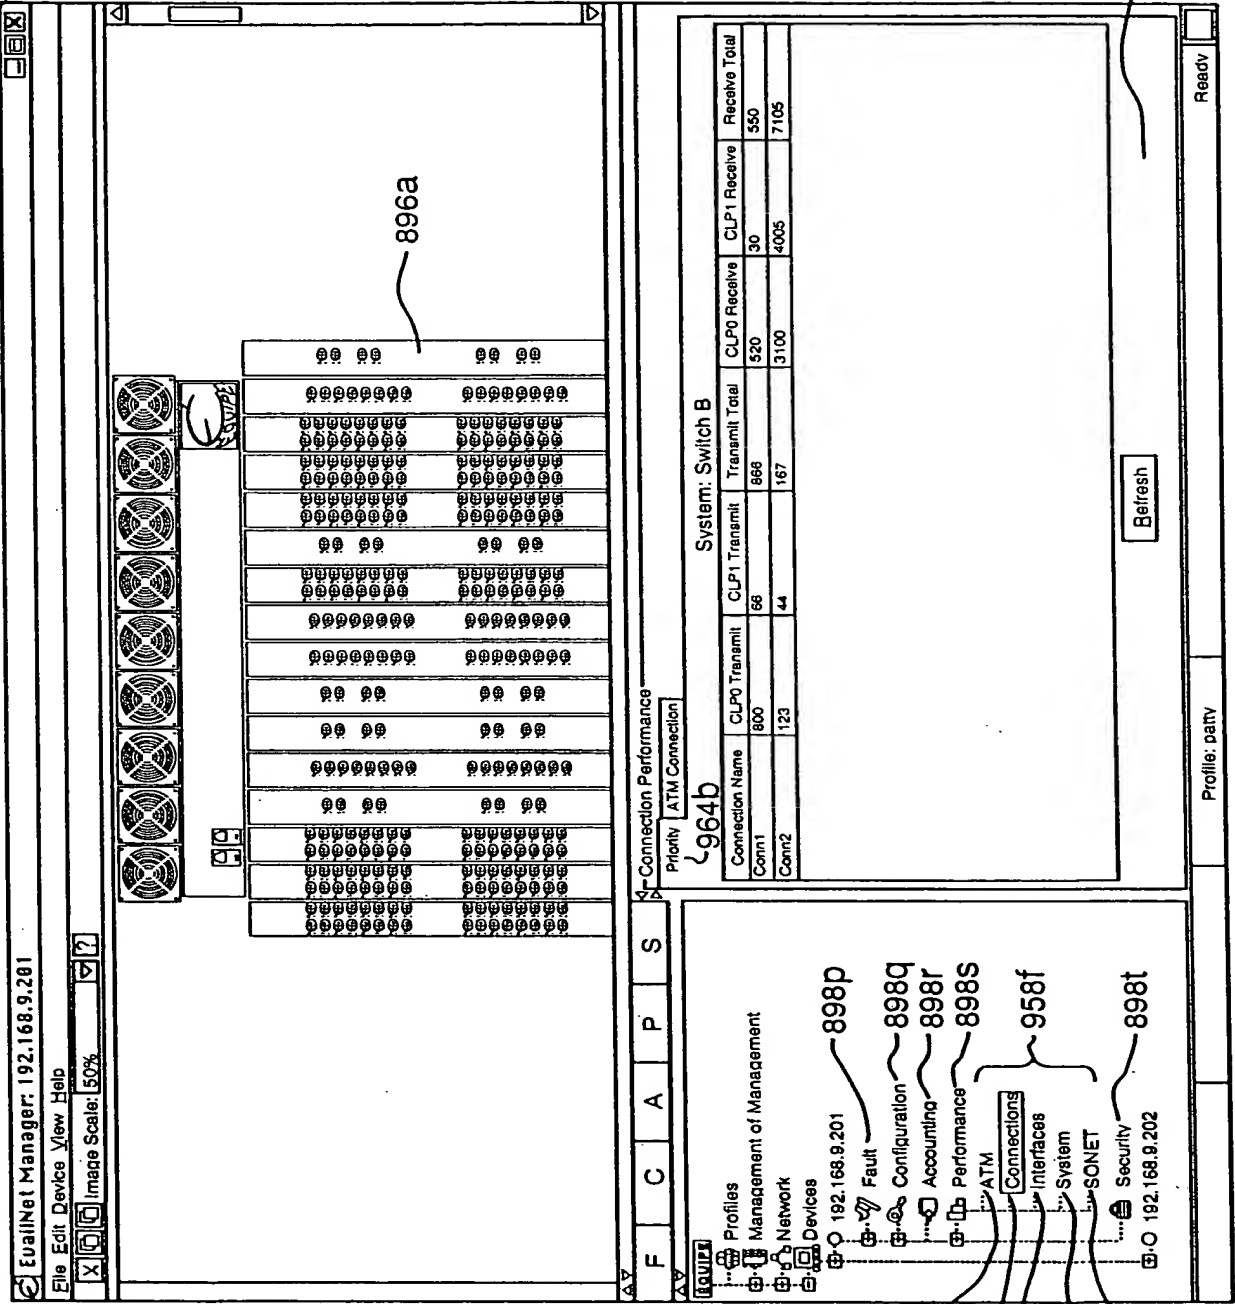 EuallNet Manager: 192.168.9.201
File Edit Device View Help
Image Scale: 50% ?
896a
EQUIPE
F C A P S
EQUIPE
Profiles
Management of Management
Network
Devices
192.168.9.201
Fault
Configuration
Accounting
Performance
ATM
Connections
Interfaces
System
SONET
Security
192.168.9.202
898p
898q
898r
898s
958f
898t
Connection Performance
Priority ATM Connection
964b
System: Switch B
Connection Name CLP0 Transmit CLP1 Transmit Transmit Total CLP0 Receive CLP1 Receive Receive Total
Conn1 800 66 866 520 30 550
Conn2 123 44 167 3100 4005 7105
Refresh
Profile: patty
Ready